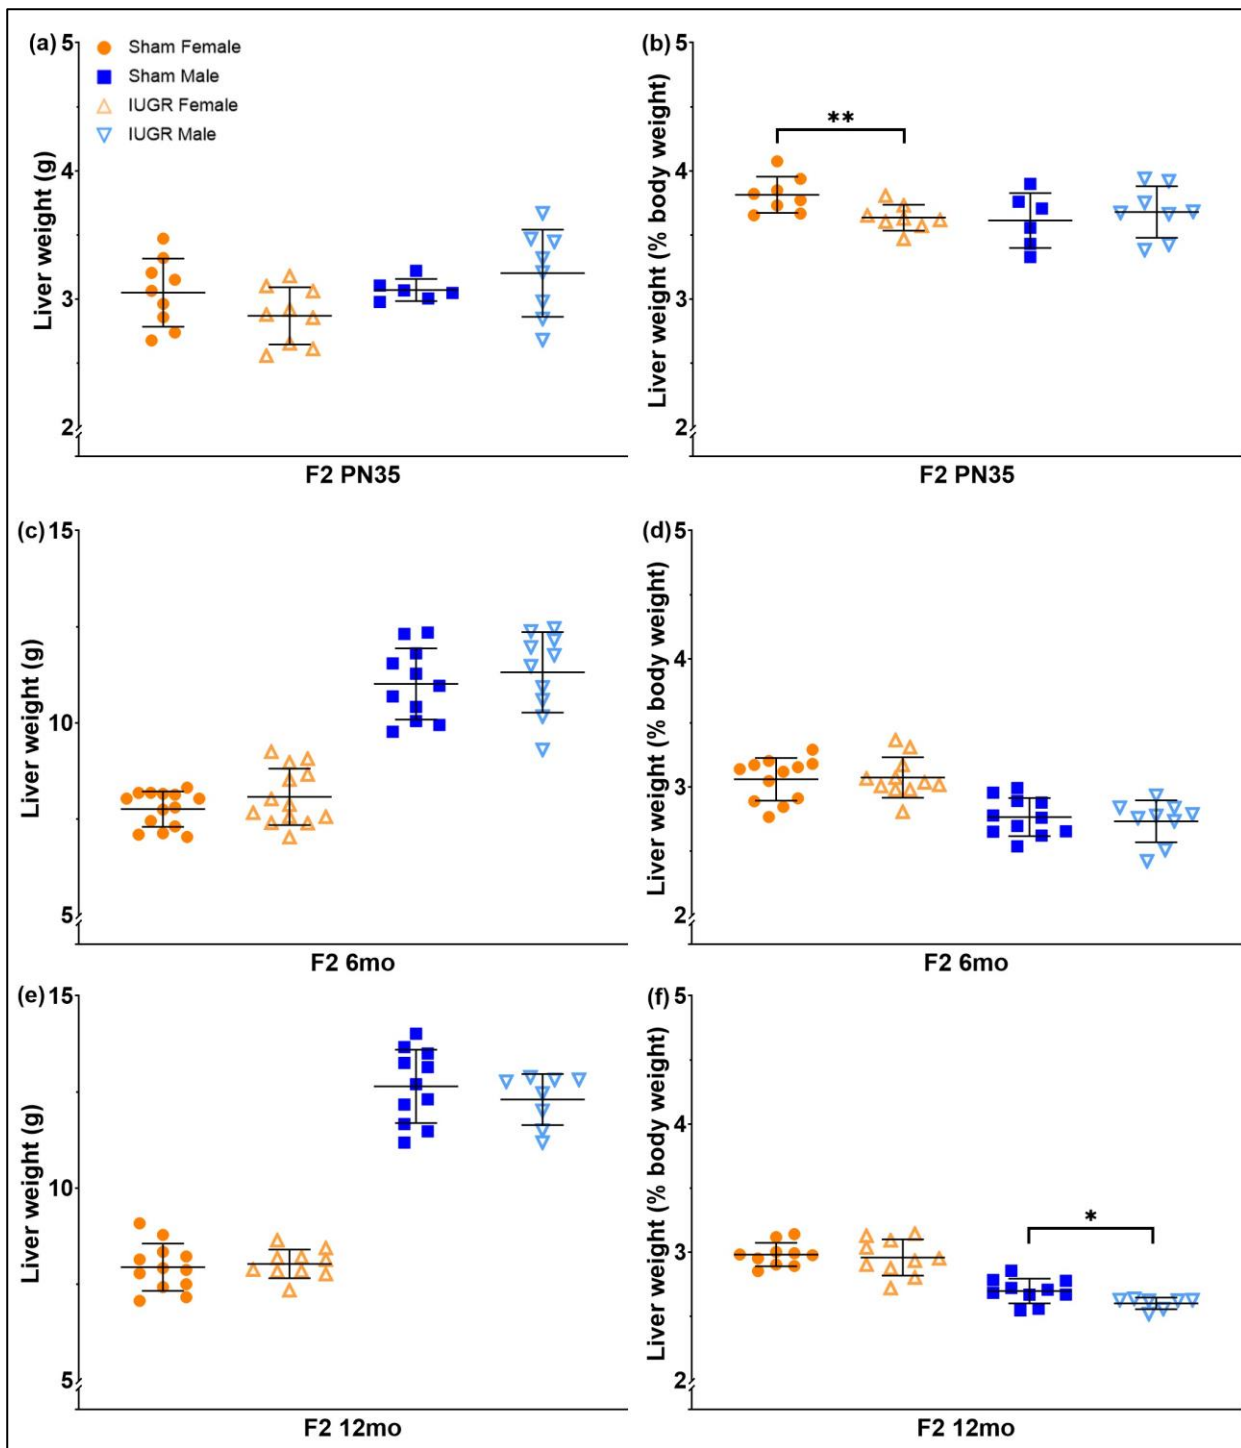 (a)
Sham Female
Sham Male
IUGR Female
IUGR Male
Liver weight (g)
5
4
3
2
F2 PN35
(b)
**
Liver weight (% body weight)
5
4
3
2
F2 PN35
(c)
Liver weight (g)
15
10
5
F2 6mo
(d)
Liver weight (% body weight)
5
4
3
2
F2 6mo
(e)
Liver weight (g)
15
10
5
F2 12mo
(f)
*
Liver weight (% body weight)
5
4
3
2
F2 12mo